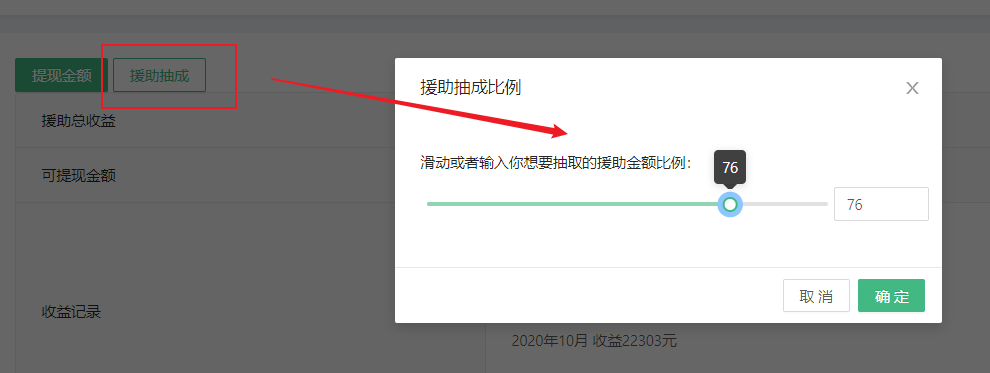 提现金额 援助抽成
援助总收益
可提现金额
收益记录
2020年10月 收益22303元
援助抽成比例
滑动或者输入你想要抽取的援助金额比例：
76
76
取 消 确 定